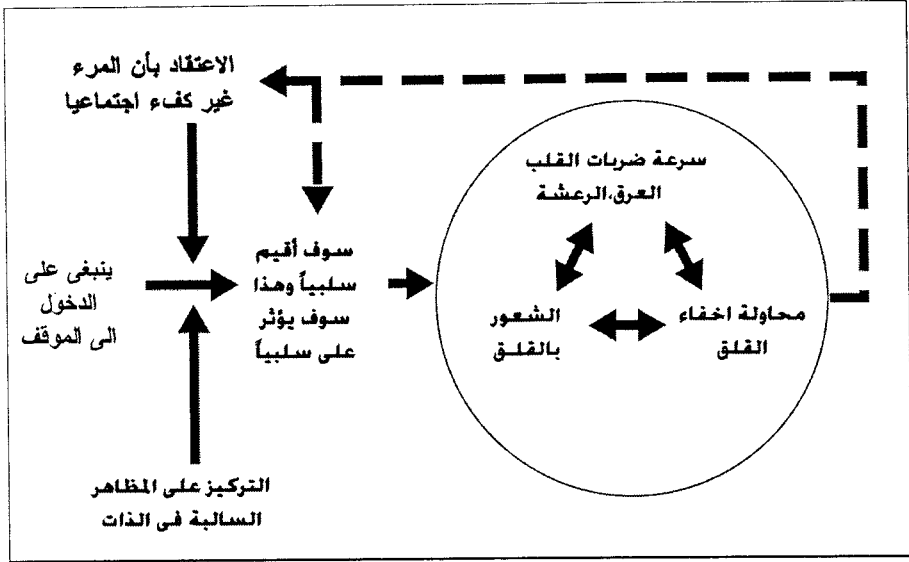 الاعتقاد بأن المرء
غير كفء اجتماعيا
سرعة ضربات القلب
العرق،الرعشة
ينبغى على
الدخول
الى الموقف
سوف أقيم
سلبياً وهذا
سوف يؤثر
على سلبياً
الشعور
بالقلق
محاولة اخفاء
القلق
التركيز على المظاهر
السالبة فى الذات